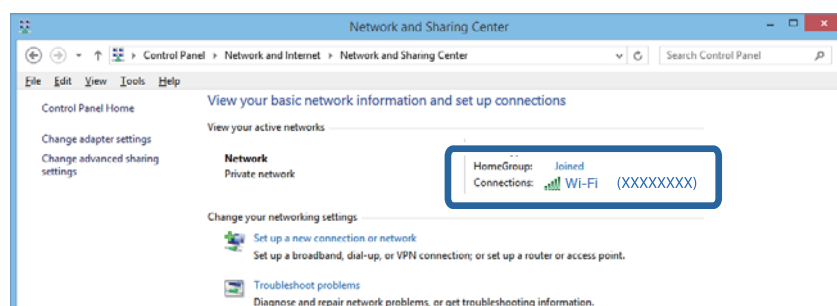 Network and Sharing Center
Control Panel Network and Internet Network and Sharing Center Search Control Panel
File Edit View Tools Help
Control Panel Home
Change adapter settings
Change advanced sharing
settings
View your basic network information and set up connections
View your active networks
Network
Private network
HomeGroup: Joined
Connections: Wi-Fi (XXXXXXXX)
Change your networking settings
Set up a new connection or network
Set up a broadband, dial-up, or VPN connection; or set up a router or access point.
Troubleshoot problems
Diagnose and repair network problems, or get troubleshooting information.